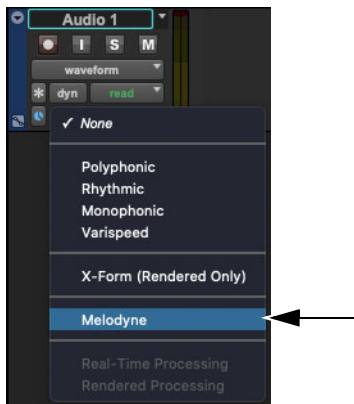 Audio 1
I S M
waveform
dyn read
✓ None
Polyphonic
Rhythmic
Monophonic
Varispeed
X-Form (Rendered Only)
Melodyne
Real-Time Processing
Rendered Processing